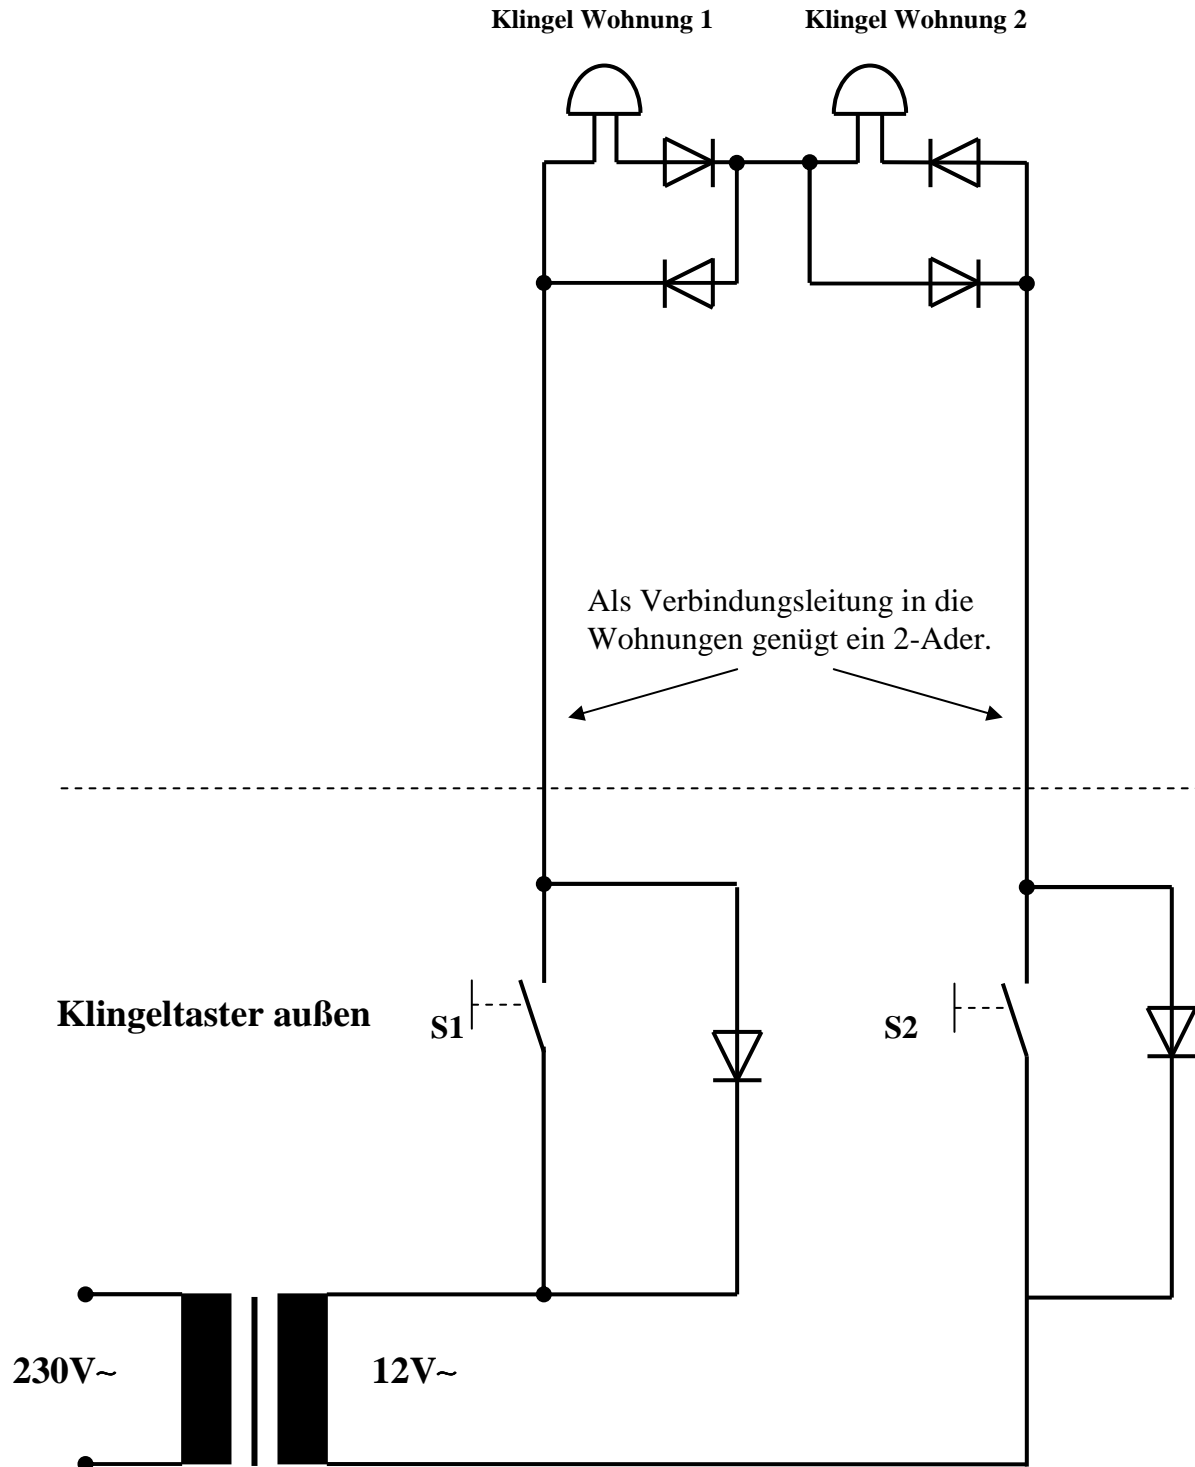 Klingel Wohnung 1
Klingel Wohnung 2
Als Verbindungsleitung in die
Wohnungen genügt ein 2-Ader.
Klingeltaster außen
S1
S2
230V~
12V~